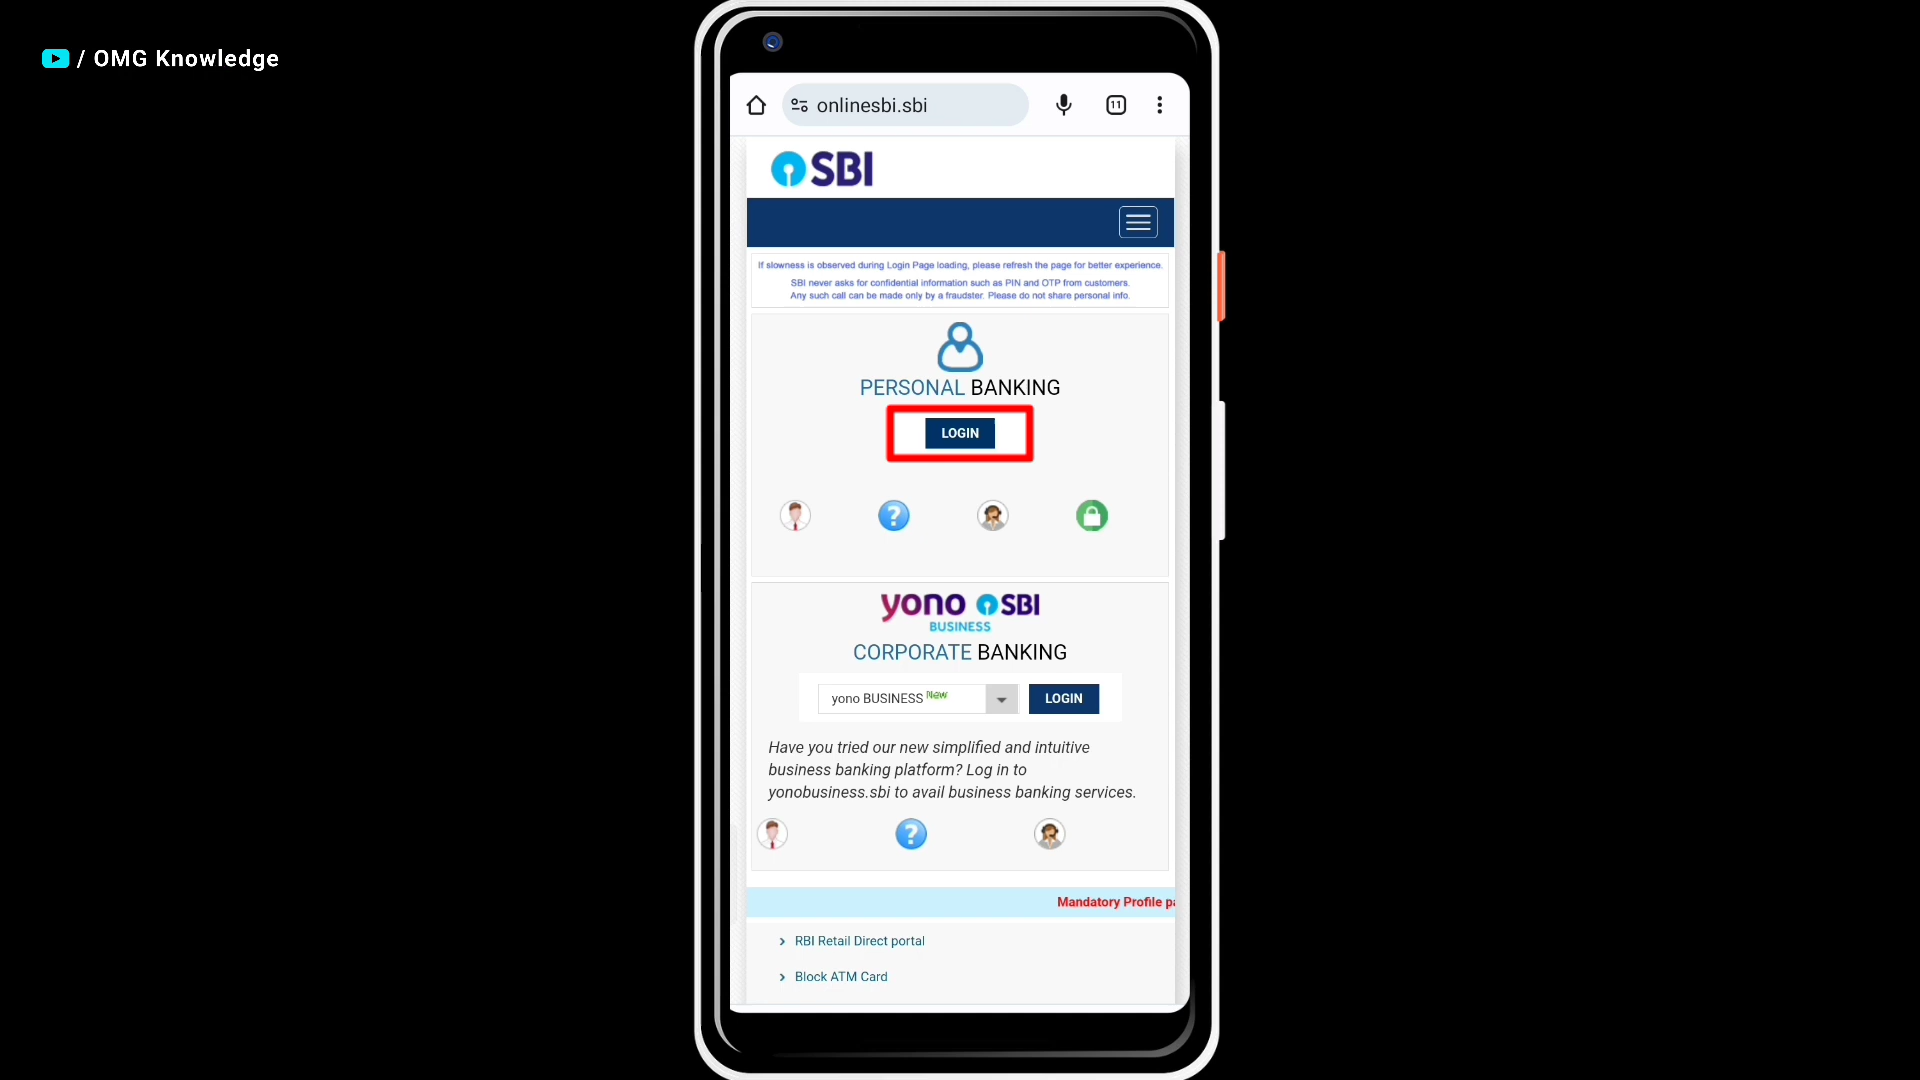 / OMG Knowledge
onlinesbi.sbi
11
SBI
If slowness is observed during Login Page loading, please refresh the page for better experience.
SBI never asks for confidential information such as PIN and OTP from customers.
Any such call can be made only by a fraudster. Please do not share personal info.
PERSONAL BANKING
LOGIN
?
yono SBI
BUSINESS
CORPORATE BANKING
yono BUSINESS New
LOGIN
Have you tried our new simplified and intuitive
business banking platform? Log in to
yonobusiness.sbi to avail business banking services.
?
Mandatory Profile pa
RBI Retail Direct portal
Block ATM Card